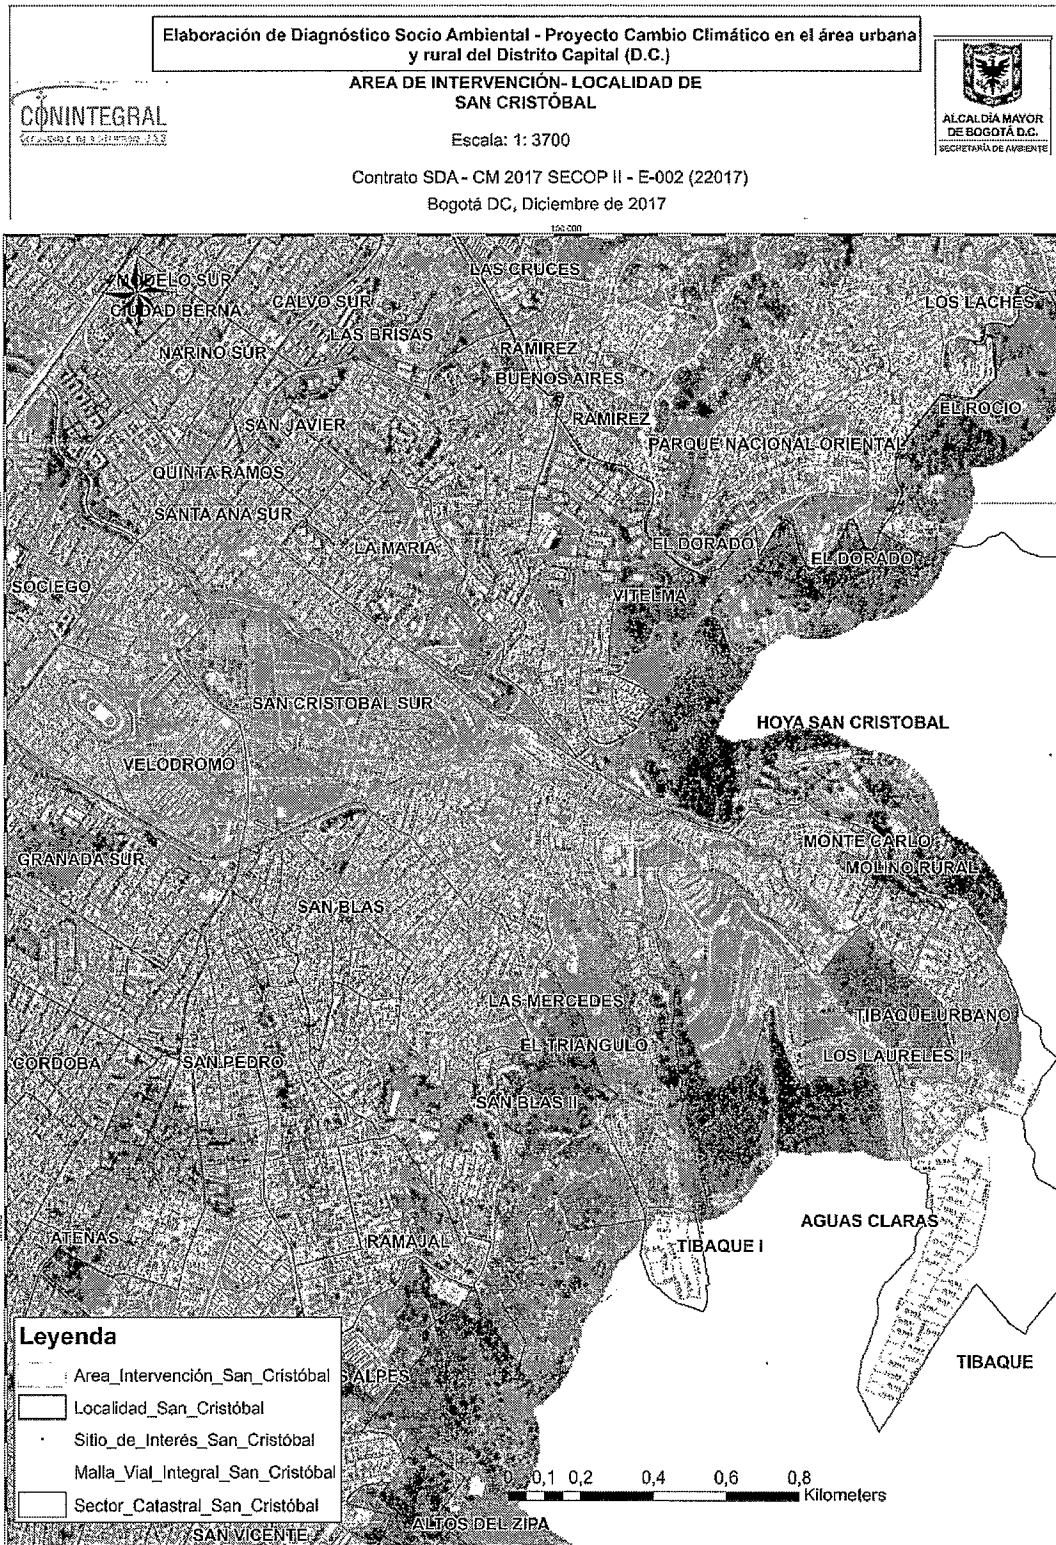 Elaboración de Diagnóstico Socio Ambiental - Proyecto Cambio Climático en el área urbana
y rural del Distrito Capital (D.C.)
AREA DE INTERVENCIÓN- LOCALIDAD DE
SAN CRISTÓBAL
CONINTEGRAL
Escala: 1: 3700
ALCALDÍA MAYOR
DE BOGOTÁ D.C.
SECRETARÍA DE AMBIENTE
Contrato SDA - CM 2017 SECOP II - E-002 (22017)
Bogotá DC, Diciembre de 2017
100.000
LAS CRUCES
MODELO SUR
CIUDAD BERNA
CALVO SUR
LOS LACHES
LAS BRISAS
NARINO SUR
RAMIREZ
BUENOS AIRES
EL ROCIO
SAN JAVIER
RAMIREZ
PARQUE NACIONAL ORIENTAL
QUINTA RAMOS
SANTA ANA SUR
LA MARIA
EL DORADO
EL DORADO
SOCIEGO
VITELMA
SAN CRISTOBAL SUR
HOYA SAN CRISTOBAL
VELODROMO
MONTE CARLO
GRANADA SUR
MOLINO RURAL
SAN BLAS
LAS MERCEDES
TIBAQUE URBANO
EL TRIANGULO
CORDOBA
SAN PEDRO
LOS LAURELES I
SAN BLAS II
AGUAS CLARAS
ATENAS
RAMAJAL
TIBAQUE I
Leyenda
TIBAQUE
Area_Intervención_San_Cristóbal
S ALPES
Localidad_San_Cristóbal
Sitio_de_Interés_San_Cristóbal
Malla_Vial_Integral_San_Cristóbal
0 0,1 0,2 0,4 0,6 0,8
Kilometers
Sector_Catastral_San_Cristóbal
ALTOS DEL ZIPA
SAN VICENTE